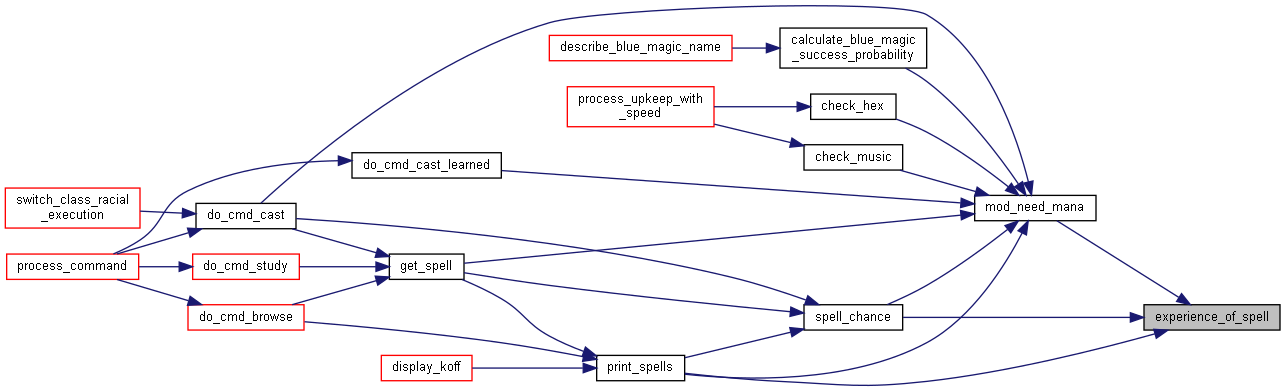 calculate_blue_magic
_success_probability
describe_blue_magic_name
process_upkeep_with
_speed
check_hex
check_music
do_cmd_cast_learned
switch_class_racial
_execution
do_cmd_cast
mod_need_mana
process_command
do_cmd_study
get_spell
do_cmd_browse
spell_chance
experience_of_spell
display_koff
print_spells